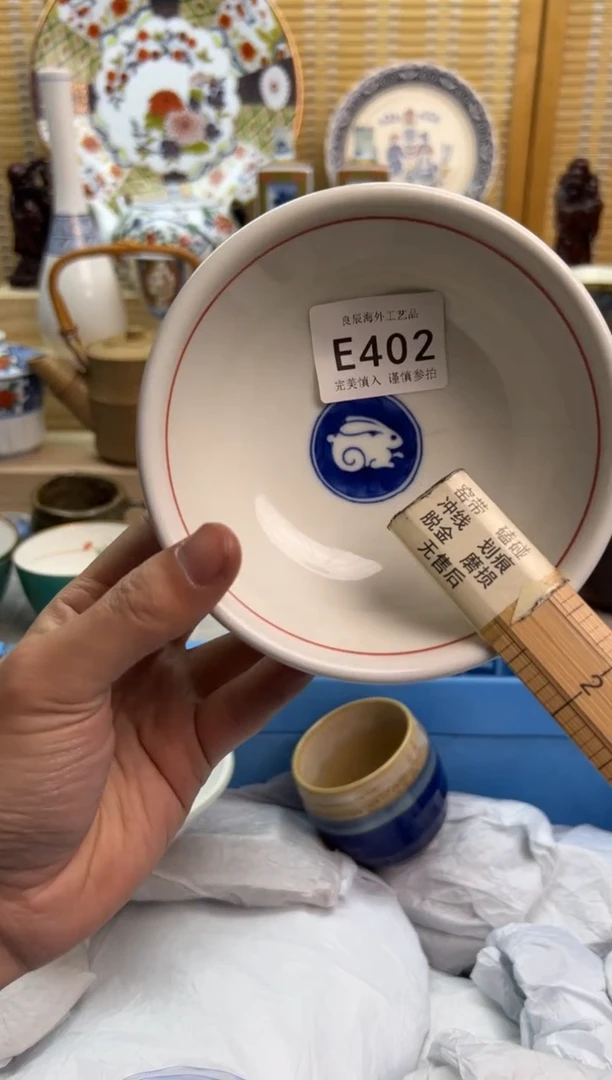 良辰海外工艺品
E402
完美慎入 谨慎参拍
窑带 磕碰
冲线 划痕
脱金 磨损
无售后
2